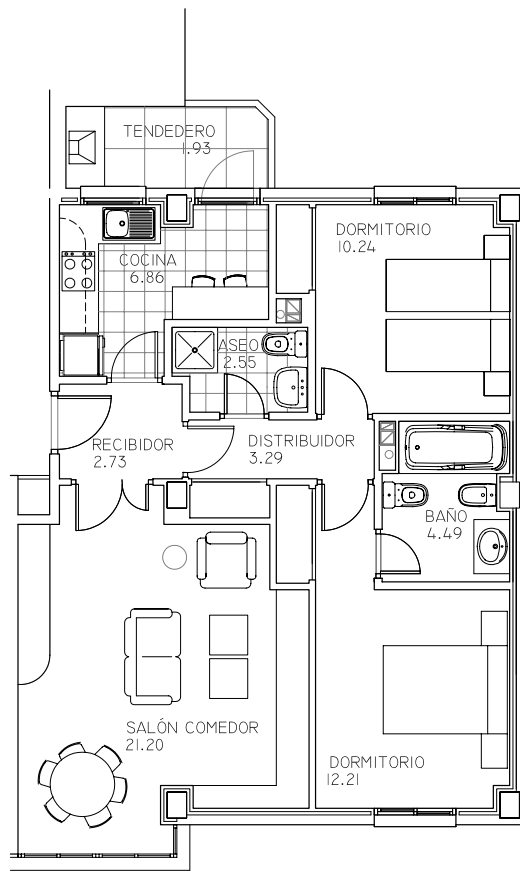 TENDEDERO
1.93
DORMITORIO
10.24
COCINA
6.86
ASEO
2.55
RECIBIDOR
2.73
DISTRIBUIDOR
3.29
BAÑO
4.49
SALÓN COMEDOR
21.20
DORMITORIO
12.21